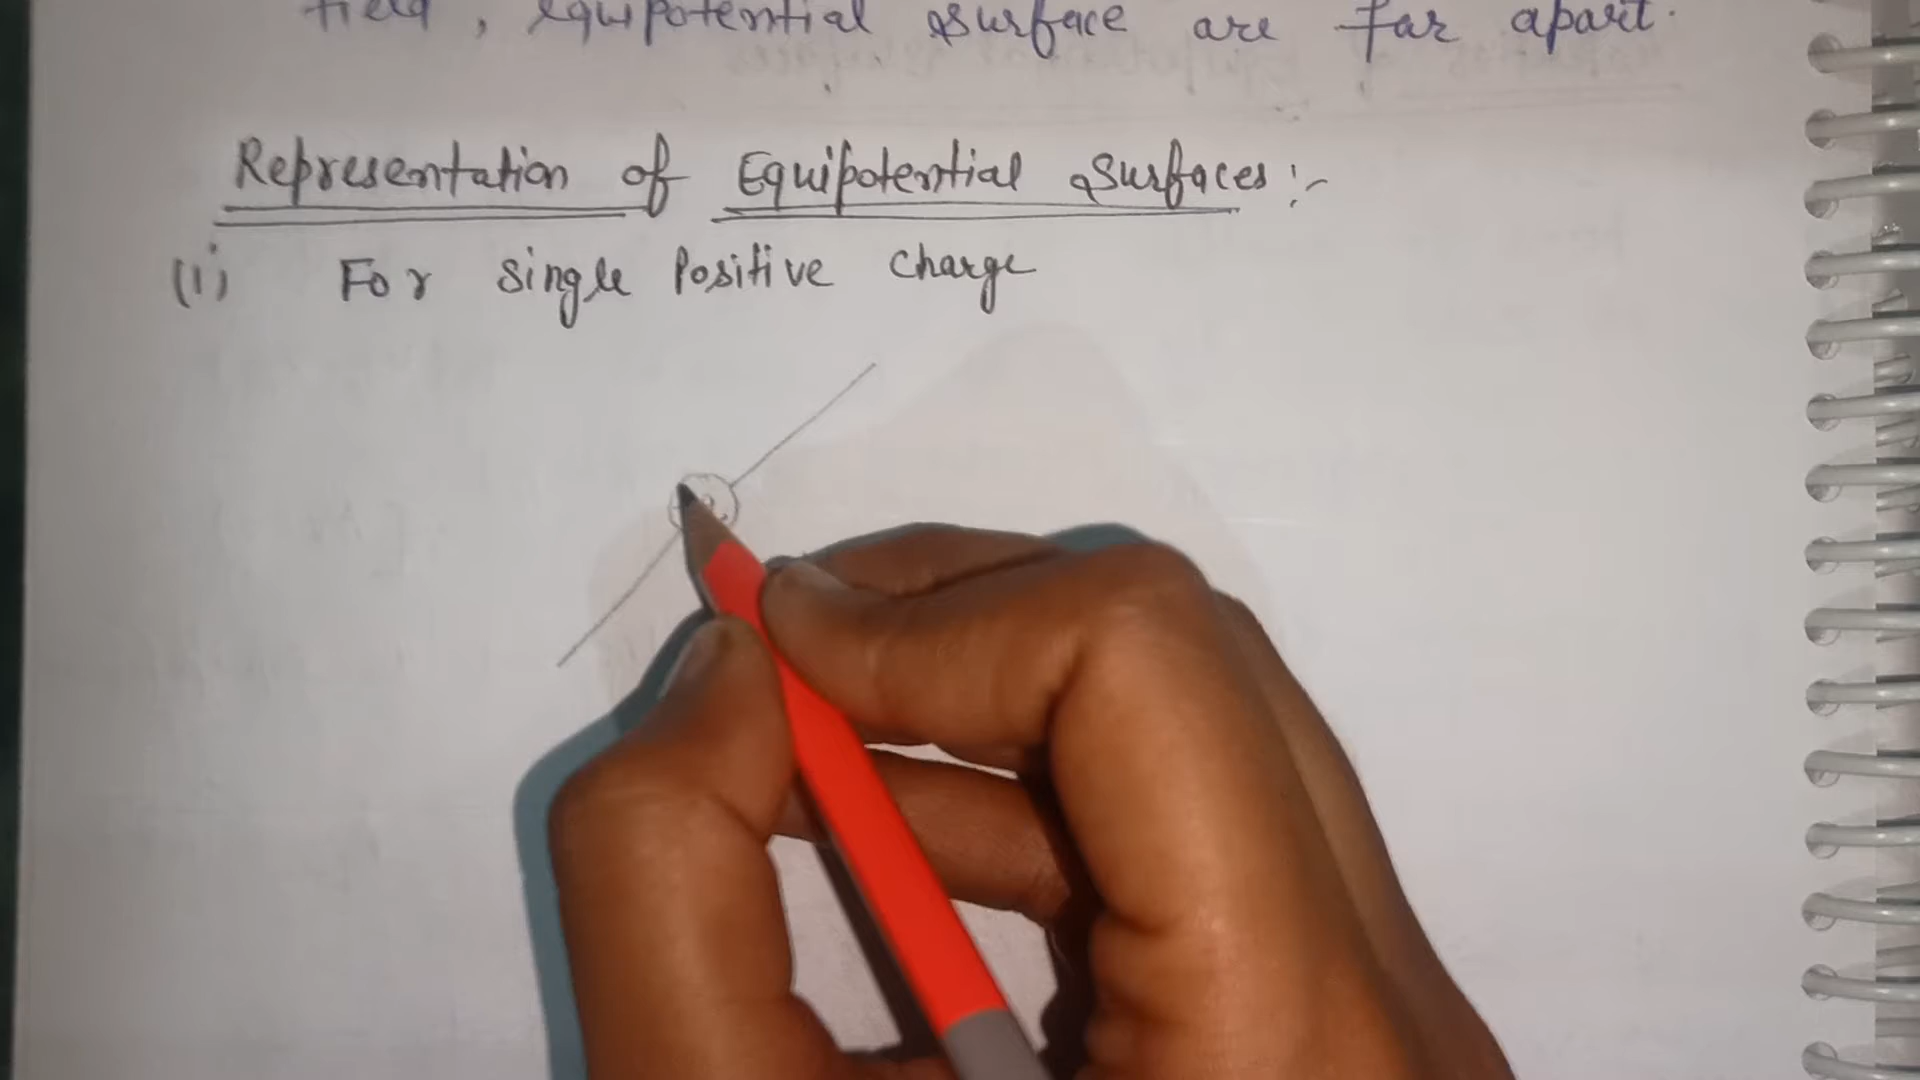 field, equipotential surface are far apart.
Representation of Equipotential Surfaces :-
(i) For single Positive charge